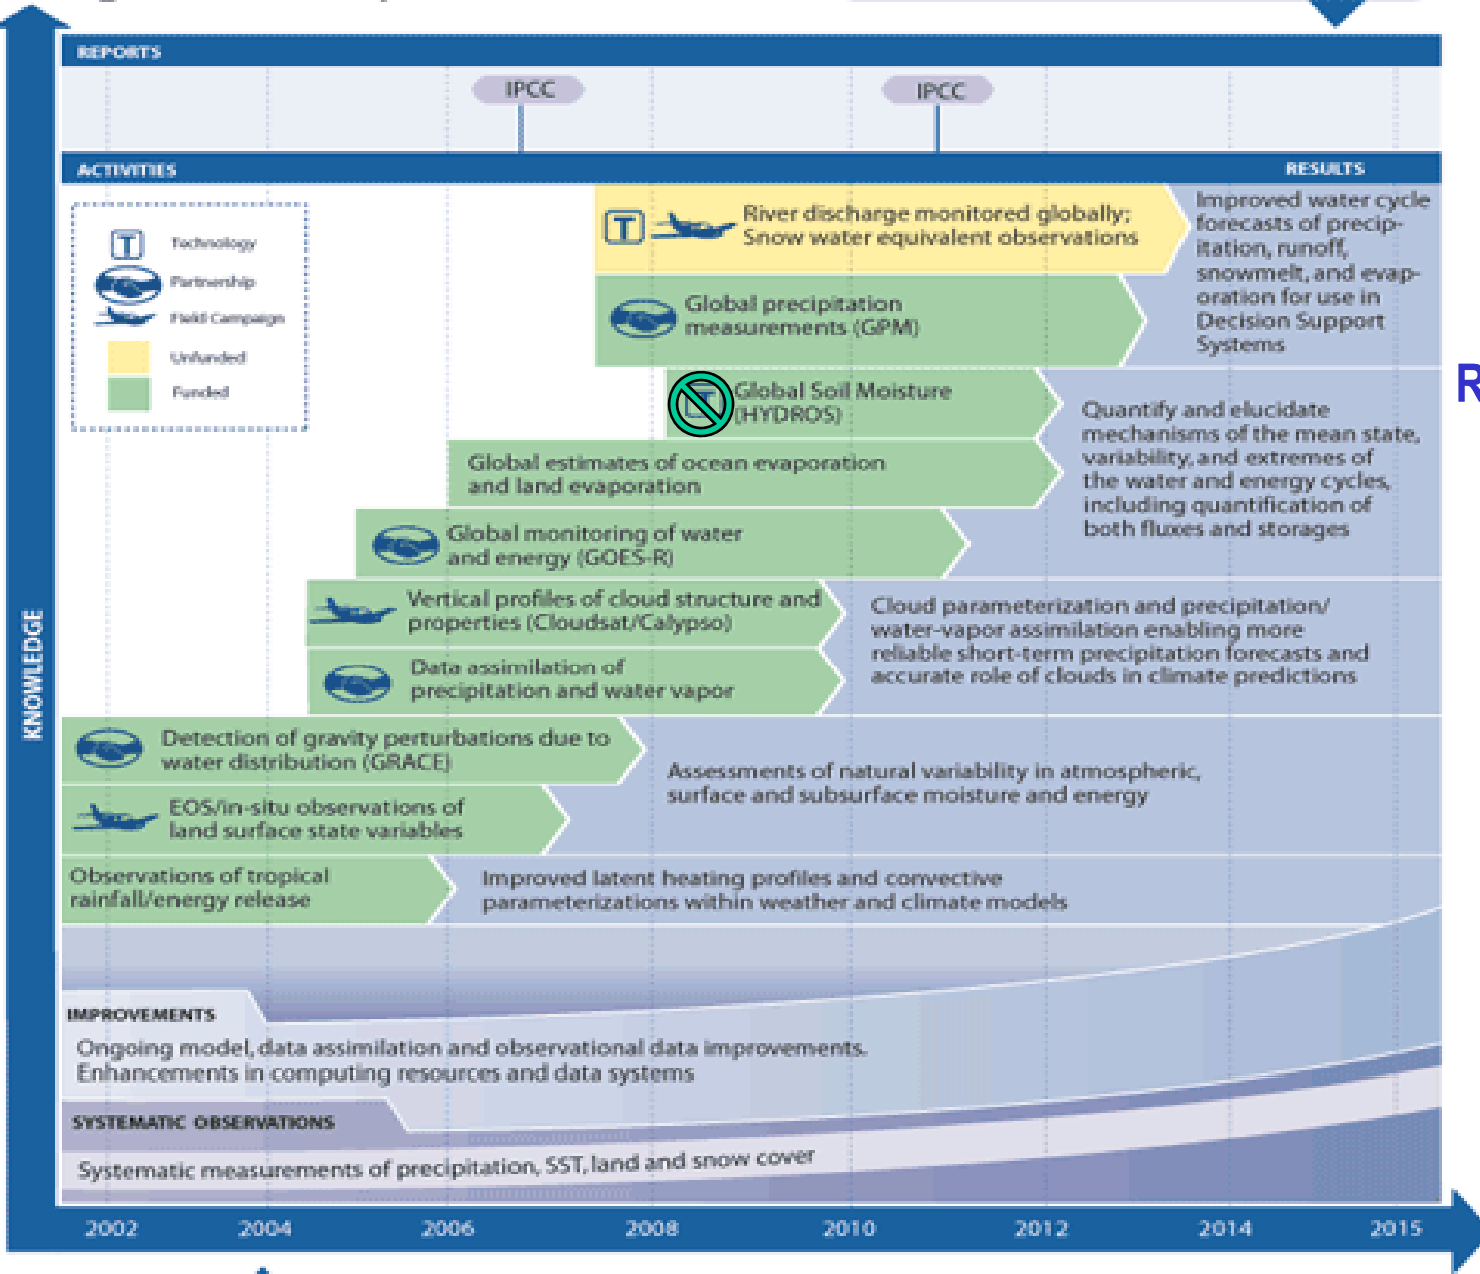 REPORTS
IPCC
IPCC
ACTIVITIES
RESULTS
T
Technology
Partnership
Field Campaign
Unfunded
Funded
T
River discharge monitored globally;
Snow water equivalent observations
Improved water cycle
forecasts of precip-
itation, runoff,
snowmelt, and evap-
oration for use in
Decision Support
Systems
Global precipitation
measurements (GPM)
R
Global Soil Moisture
(HYDROS)
Quantify and elucidate
mechanisms of the mean state,
variability, and extremes of
the water and energy cycles,
including quantification of
both fluxes and storages
Global estimates of ocean evaporation
and land evaporation
Global monitoring of water
and energy (GOES-R)
Vertical profiles of cloud structure and
properties (Cloudsat/Calypso)
Cloud parameterization and precipitation/
water-vapor assimilation enabling more
reliable short-term precipitation forecasts and
accurate role of clouds in climate predictions
Data assimilation of
precipitation and water vapor
KNOWLEDGE
Detection of gravity perturbations due to
water distribution (GRACE)
Assessments of natural variability in atmospheric,
surface and subsurface moisture and energy
EOS/in-situ observations of
land surface state variables
Observations of tropical
rainfall/energy release
Improved latent heating profiles and convective
parameterizations within weather and climate models
IMPROVEMENTS
Ongoing model, data assimilation and observational data improvements.
Enhancements in computing resources and data systems
SYSTEMATIC OBSERVATIONS
Systematic measurements of precipitation, SST, land and snow cover
2002 2004 2006 2008 2010 2012 2014 2015